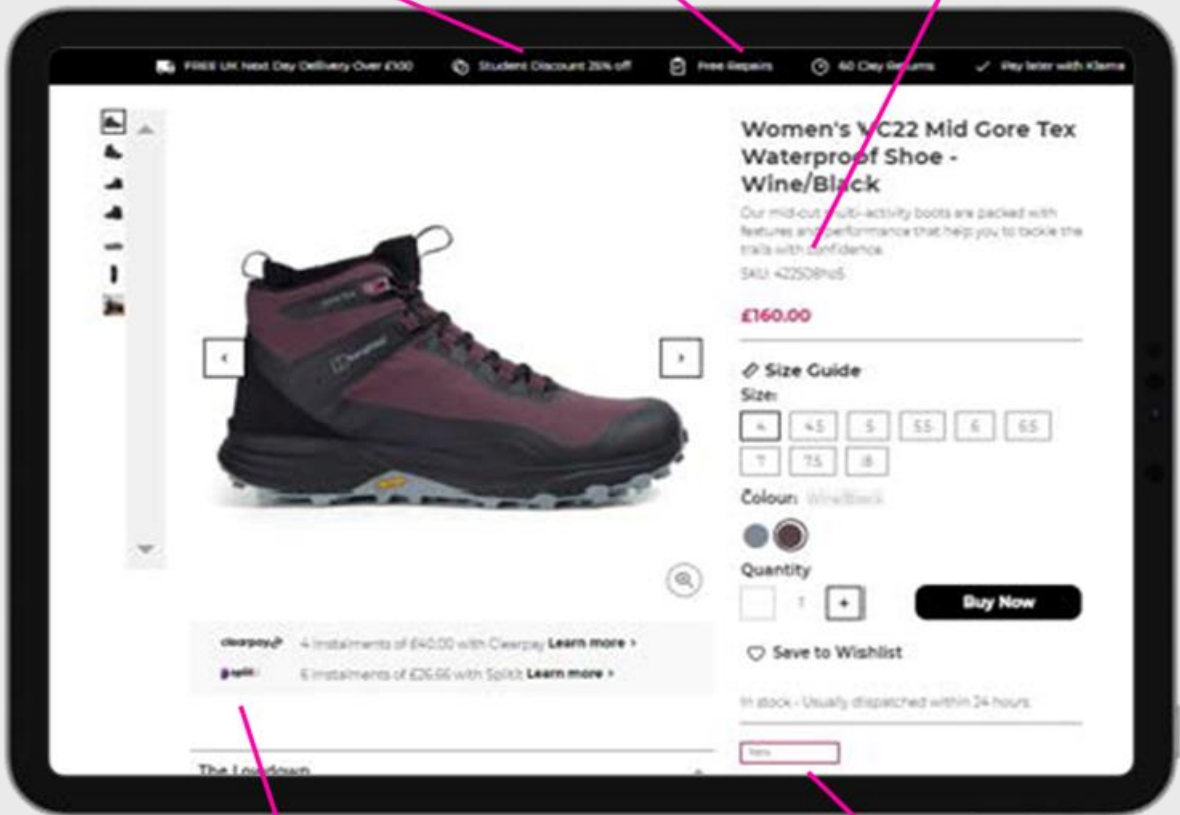 FREE UK Next Day Delivery Over £100
Student Discount 25% off
Free Repairs
60 Day Returns
Pay later with Klarna
Women's VC22 Mid Gore Tex
Waterproof Shoe -
Wine/Black
Our mid-cut multi-activity boots are packed with
features and performance that help you to tackle the
trails with confidence.
SKU:
£160.00
Size Guide
Size:
4 4.5 5 5.5 6 6.5
7 7.5 8
Colour: Wine/Black
Quantity
1 +
Buy Now
Save to Wishlist
clearpay 4 instalments of £40.00 with Clearpay Learn more >
splitit 6 instalments of £26.66 with Splitit Learn more >
In stock - Usually dispatched within 24 hours
New
The Lowdown